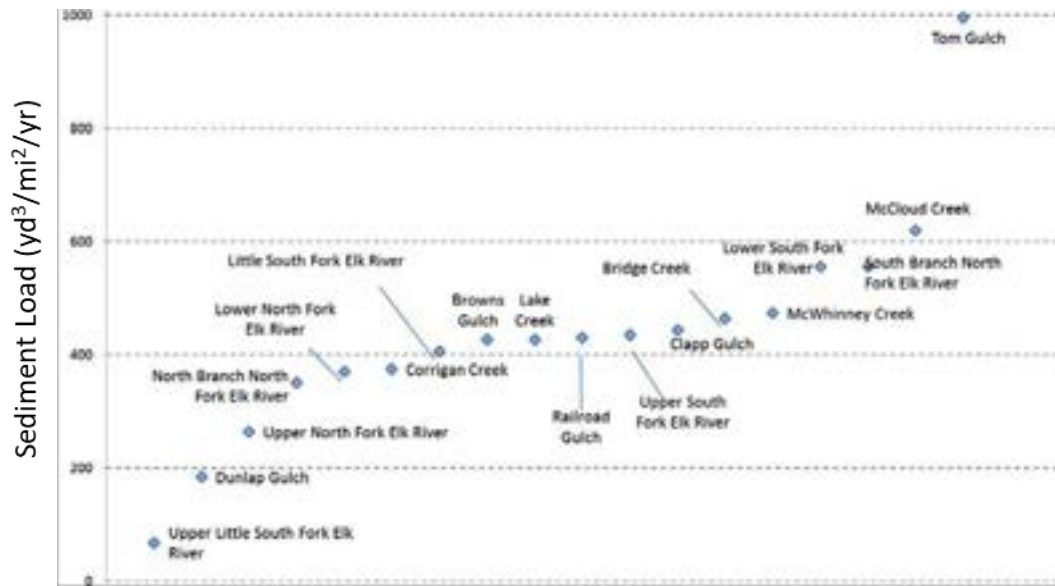 1000
Tom Gulch
Sediment Load (yd³/mi²/yr)
800
McCloud Creek
600
Lower South Fork
Elk River
South Branch North
Fork Elk River
Little South Fork Elk River
Bridge Creek
Browns
Gulch
Lake
Creek
Lower North Fork
Elk River
McWhinney Creek
Clapp Gulch
400
North Branch North
Fork Elk River
Corrigan Creek
Upper South
Fork Elk River
Railroad
Gulch
Upper North Fork Elk River
200
Dunlap Gulch
Upper Little South Fork Elk
River
0